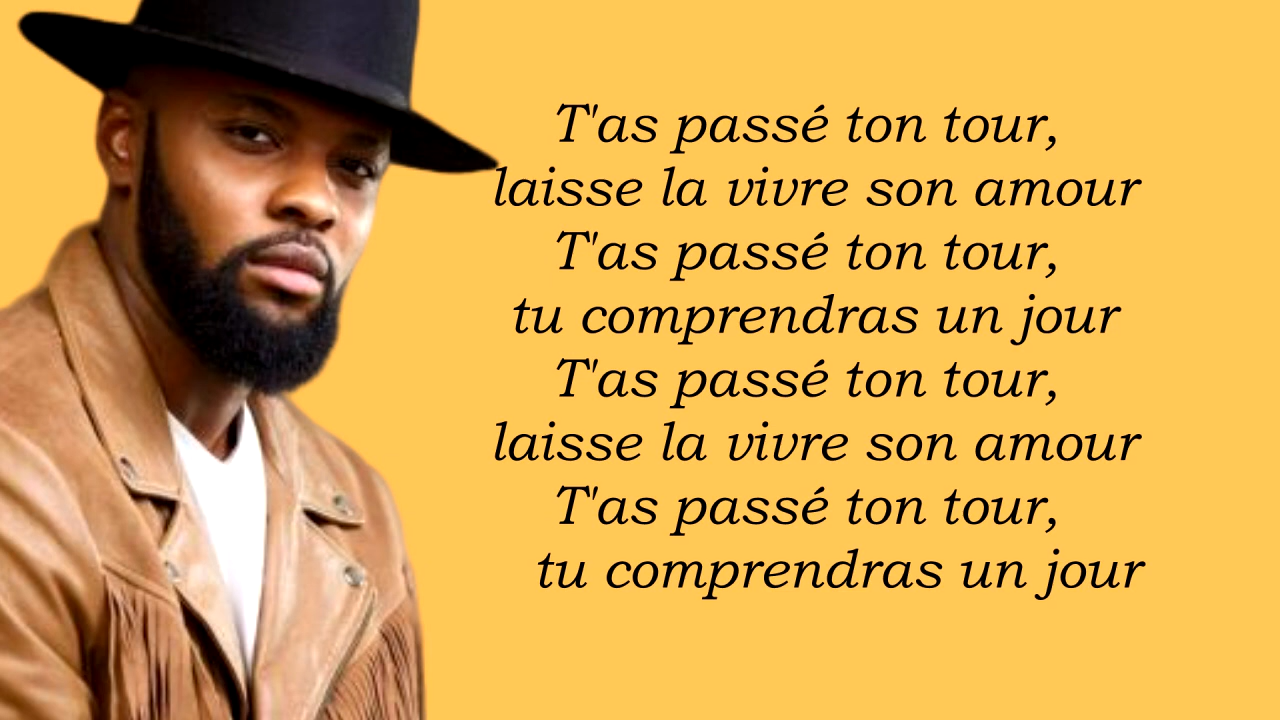 T'as passé ton tour,
laisse la vivre son amour
T'as passé ton tour,
tu comprendras un jour
T'as passé ton tour,
laisse la vivre son amour
T'as passé ton tour,
tu comprendras un jour